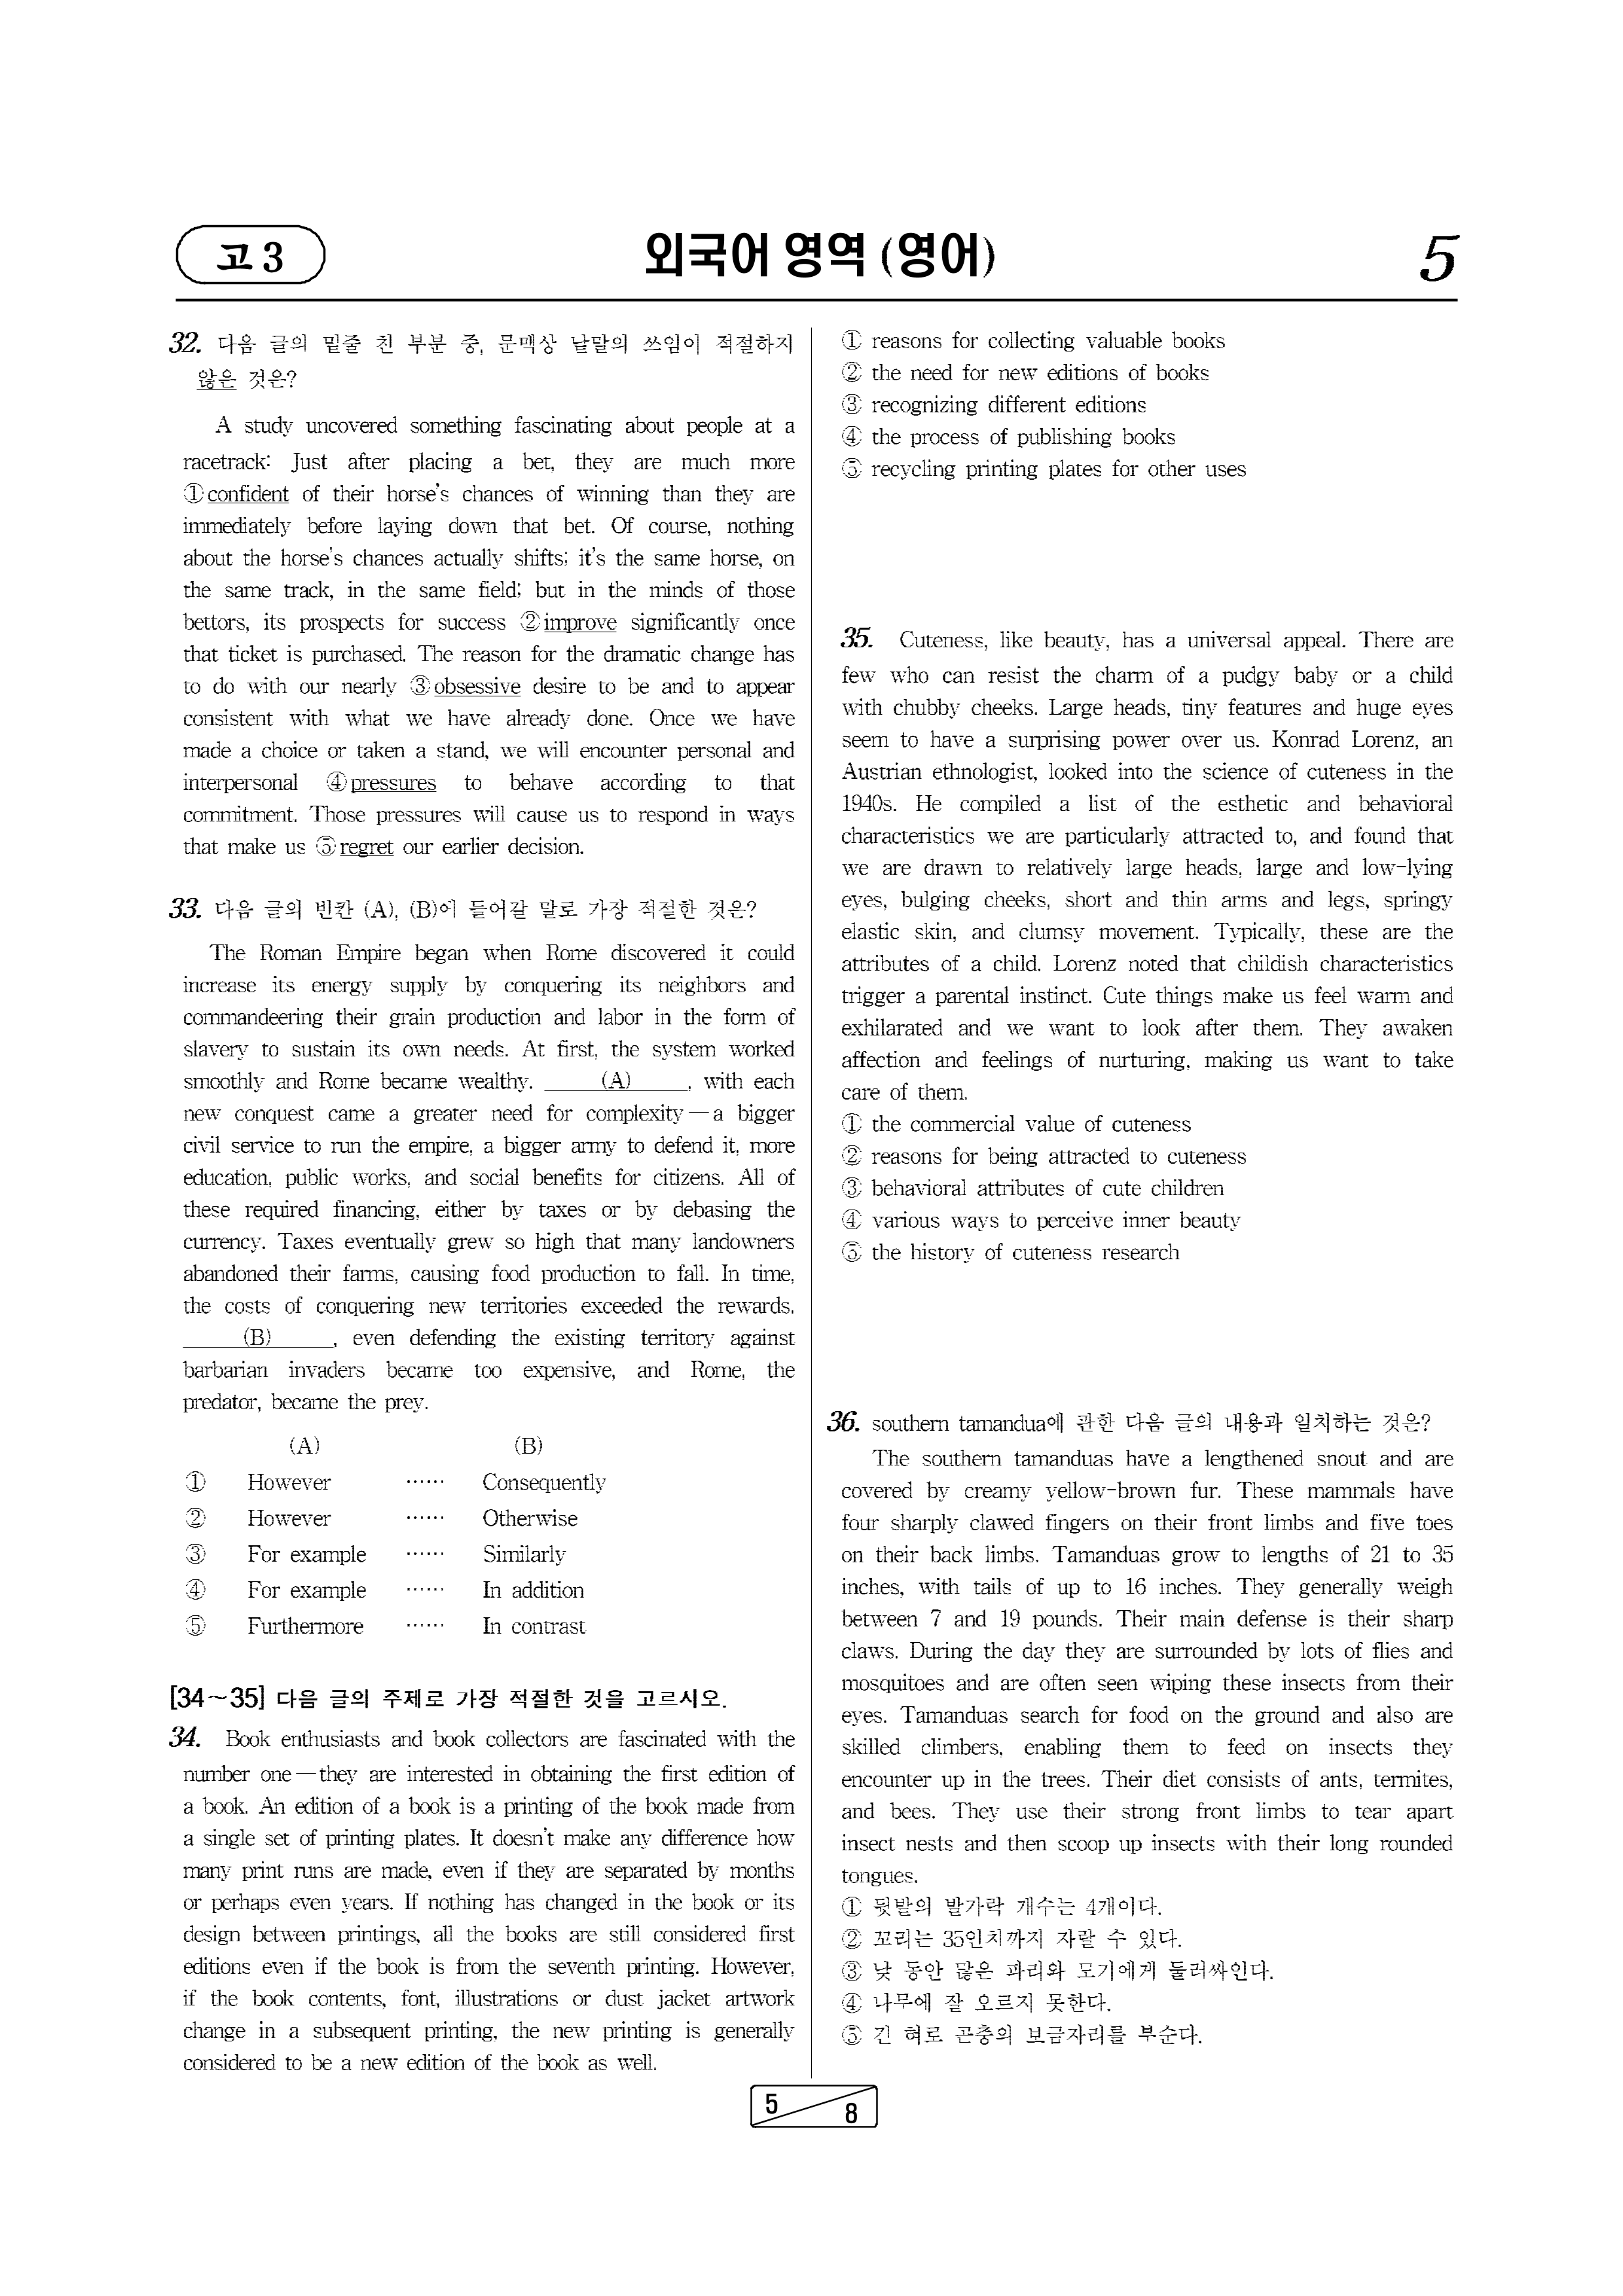 고 3
외국어 영역 (영어)
5
32. 다음 글의 밑줄 친 부분 중, 문맥상 낱말의 쓰임이 적절하지
않은 것은?
A study uncovered something fascinating about people at a
racetrack: Just after placing a bet, they are much more
① confident of their horse's chances of winning than they are
immediately before laying down that bet. Of course, nothing
about the horse's chances actually shifts; it's the same horse, on
the same track, in the same field; but in the minds of those
bettors, its prospects for success ② improve significantly once
that ticket is purchased. The reason for the dramatic change has
to do with our nearly ③ obsessive desire to be and to appear
consistent with what we have already done. Once we have
made a choice or taken a stand, we will encounter personal and
interpersonal ④ pressures to behave according to that
commitment. Those pressures will cause us to respond in ways
that make us ⑤ regret our earlier decision.
33. 다음 글의 빈칸 (A), (B)에 들어갈 말로 가장 적절한 것은?
The Roman Empire began when Rome discovered it could
increase its energy supply by conquering its neighbors and
commandeering their grain production and labor in the form of
slavery to sustain its own needs. At first, the system worked
smoothly and Rome became wealthy. (A) , with each
new conquest came a greater need for complexity—a bigger
civil service to run the empire, a bigger army to defend it, more
education, public works, and social benefits for citizens. All of
these required financing, either by taxes or by debasing the
currency. Taxes eventually grew so high that many landowners
abandoned their farms, causing food production to fall. In time,
the costs of conquering new territories exceeded the rewards.
(B) , even defending the existing territory against
barbarian invaders became too expensive, and Rome, the
predator, became the prey.
(A) (B)
① However …… Consequently
② However …… Otherwise
③ For example …… Similarly
④ For example …… In addition
⑤ Furthermore …… In contrast
[34~35] 다음 글의 주제로 가장 적절한 것을 고르시오.
34. Book enthusiasts and book collectors are fascinated with the
number one—they are interested in obtaining the first edition of
a book. An edition of a book is a printing of the book made from
a single set of printing plates. It doesn't make any difference how
many print runs are made, even if they are separated by months
or perhaps even years. If nothing has changed in the book or its
design between printings, all the books are still considered first
editions even if the book is from the seventh printing. However,
if the book contents, font, illustrations or dust jacket artwork
change in a subsequent printing, the new printing is generally
considered to be a new edition of the book as well.
① reasons for collecting valuable books
② the need for new editions of books
③ recognizing different editions
④ the process of publishing books
⑤ recycling printing plates for other uses
35. Cuteness, like beauty, has a universal appeal. There are
few who can resist the charm of a pudgy baby or a child
with chubby cheeks. Large heads, tiny features and huge eyes
seem to have a surprising power over us. Konrad Lorenz, an
Austrian ethnologist, looked into the science of cuteness in the
1940s. He compiled a list of the esthetic and behavioral
characteristics we are particularly attracted to, and found that
we are drawn to relatively large heads, large and low-lying
eyes, bulging cheeks, short and thin arms and legs, springy
elastic skin, and clumsy movement. Typically, these are the
attributes of a child. Lorenz noted that childish characteristics
trigger a parental instinct. Cute things make us feel warm and
exhilarated and we want to look after them. They awaken
affection and feelings of nurturing, making us want to take
care of them.
① the commercial value of cuteness
② reasons for being attracted to cuteness
③ behavioral attributes of cute children
④ various ways to perceive inner beauty
⑤ the history of cuteness research
36. southern tamandua에 관한 다음 글의 내용과 일치하는 것은?
The southern tamanduas have a lengthened snout and are
covered by creamy yellow-brown fur. These mammals have
four sharply clawed fingers on their front limbs and five toes
on their back limbs. Tamanduas grow to lengths of 21 to 35
inches, with tails of up to 16 inches. They generally weigh
between 7 and 19 pounds. Their main defense is their sharp
claws. During the day they are surrounded by lots of flies and
mosquitoes and are often seen wiping these insects from their
eyes. Tamanduas search for food on the ground and also are
skilled climbers, enabling them to feed on insects they
encounter up in the trees. Their diet consists of ants, termites,
and bees. They use their strong front limbs to tear apart
insect nests and then scoop up insects with their long rounded
tongues.
① 뒷발의 발가락 개수는 4개이다.
② 꼬리는 35인치까지 자랄 수 있다.
③ 낮 동안 많은 파리와 모기에게 둘러싸인다.
④ 나무에 잘 오르지 못한다.
⑤ 긴 혀로 곤충의 보금자리를 부순다.
5
8